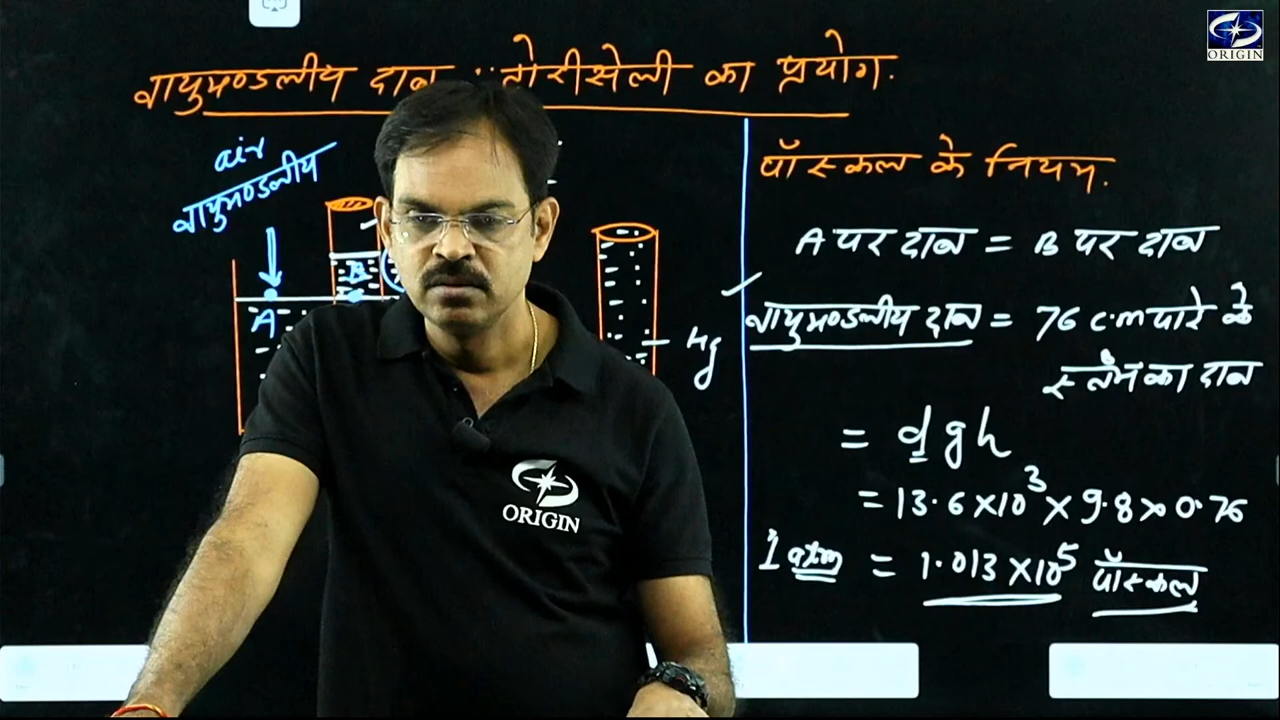 वायुमण्डलीय दाब : तोरीसेली का प्रयोग.
air
वायुमण्डलीय
A
B
Hg
पॉस्कल के नियम.
A पर दाब = B पर दाब
वायुमण्डलीय दाब = 76 c.m पारे के
स्तंभ का दाब
= dgh
= 13.6 × 10³ × 9.8 × 0.76
1 atm = 1.013 × 10⁵ पॉस्कल
ORIGIN
ORIGIN